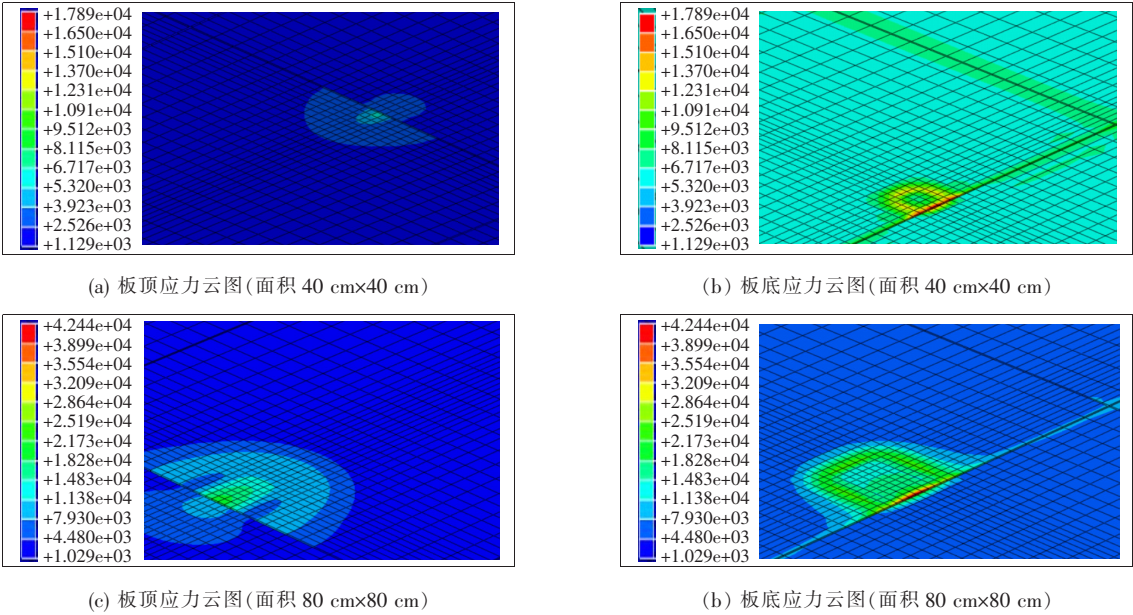 +1.789e+04
+1.650e+04
+1.510e+04
+1.370e+04
+1.231e+04
+1.091e+04
+9.512e+03
+8.115e+03
+6.717e+03
+5.320e+03
+3.923e+03
+2.526e+03
+1.129e+03
(a) 板顶应力云图(面积 40 cm×40 cm)
+1.789e+04
+1.650e+04
+1.510e+04
+1.370e+04
+1.231e+04
+1.091e+04
+9.512e+03
+8.115e+03
+6.717e+03
+5.320e+03
+3.923e+03
+2.526e+03
+1.129e+03
(b) 板底应力云图(面积 40 cm×40 cm)
+4.244e+04
+3.899e+04
+3.554e+04
+3.209e+04
+2.864e+04
+2.519e+04
+2.173e+04
+1.828e+04
+1.483e+04
+1.138e+04
+7.930e+03
+4.480e+03
+1.029e+03
(c) 板顶应力云图(面积 80 cm×80 cm)
+4.244e+04
+3.899e+04
+3.554e+04
+3.209e+04
+2.864e+04
+2.519e+04
+2.173e+04
+1.828e+04
+1.483e+04
+1.138e+04
+7.930e+03
+4.480e+03
+1.029e+03
(b) 板底应力云图(面积 80 cm×80 cm)